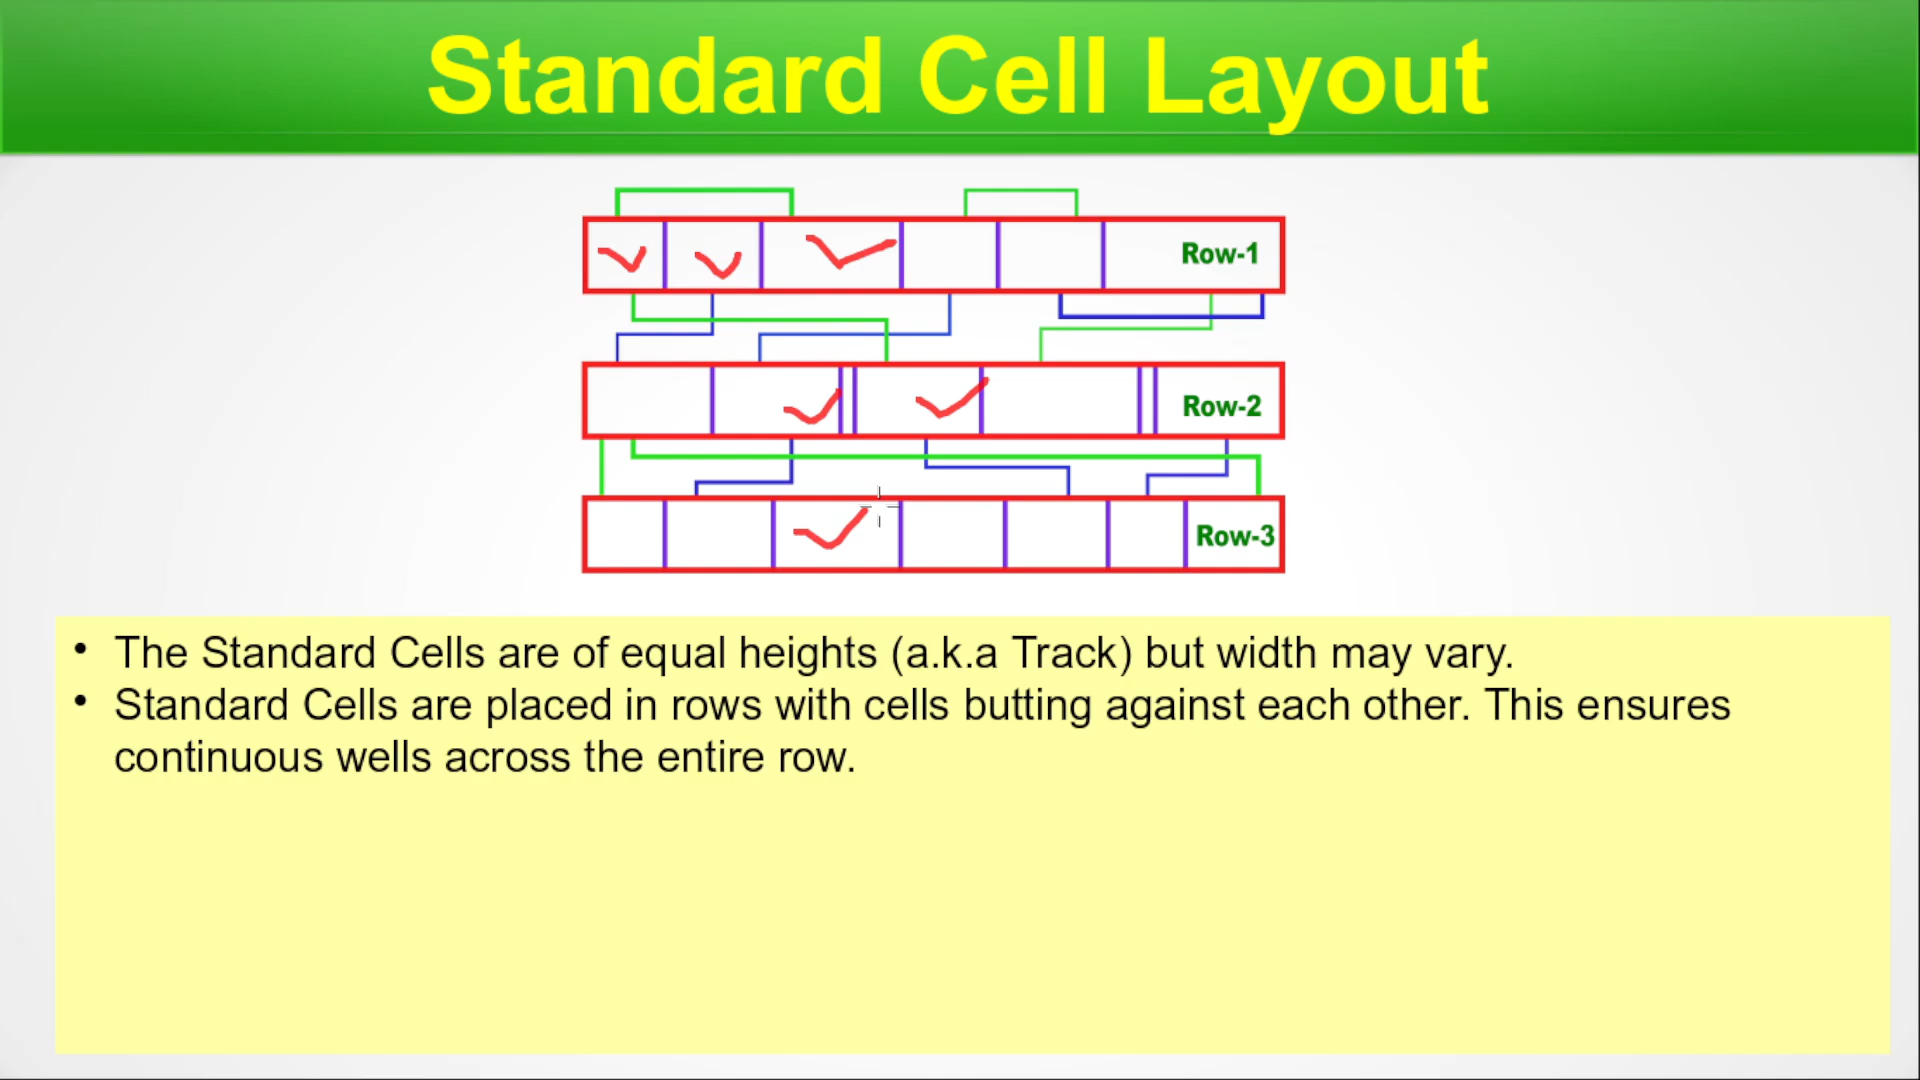 Standard Cell Layout
Row-1
Row-2
Row-3
• The Standard Cells are of equal heights (a.k.a Track) but width may vary.
• Standard Cells are placed in rows with cells butting against each other. This ensures
continuous wells across the entire row.